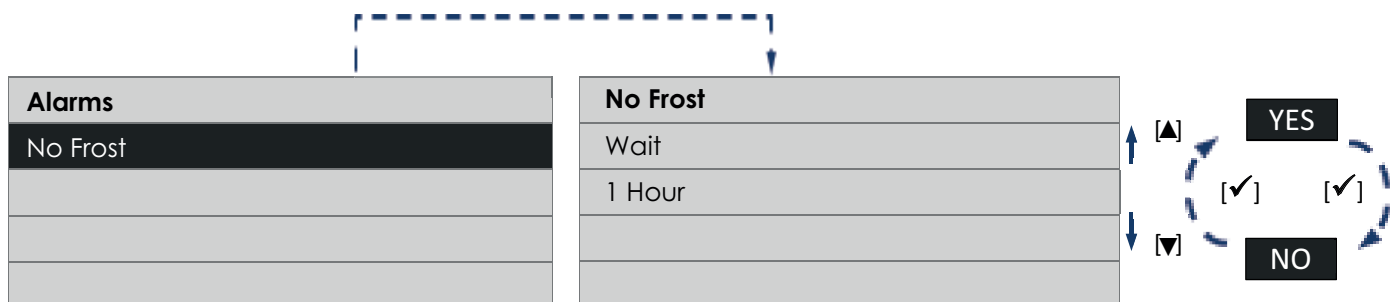 Alarms
No Frost
No Frost
Wait
1 Hour
[▲]
[▼]
YES
[✔] [✔]
NO